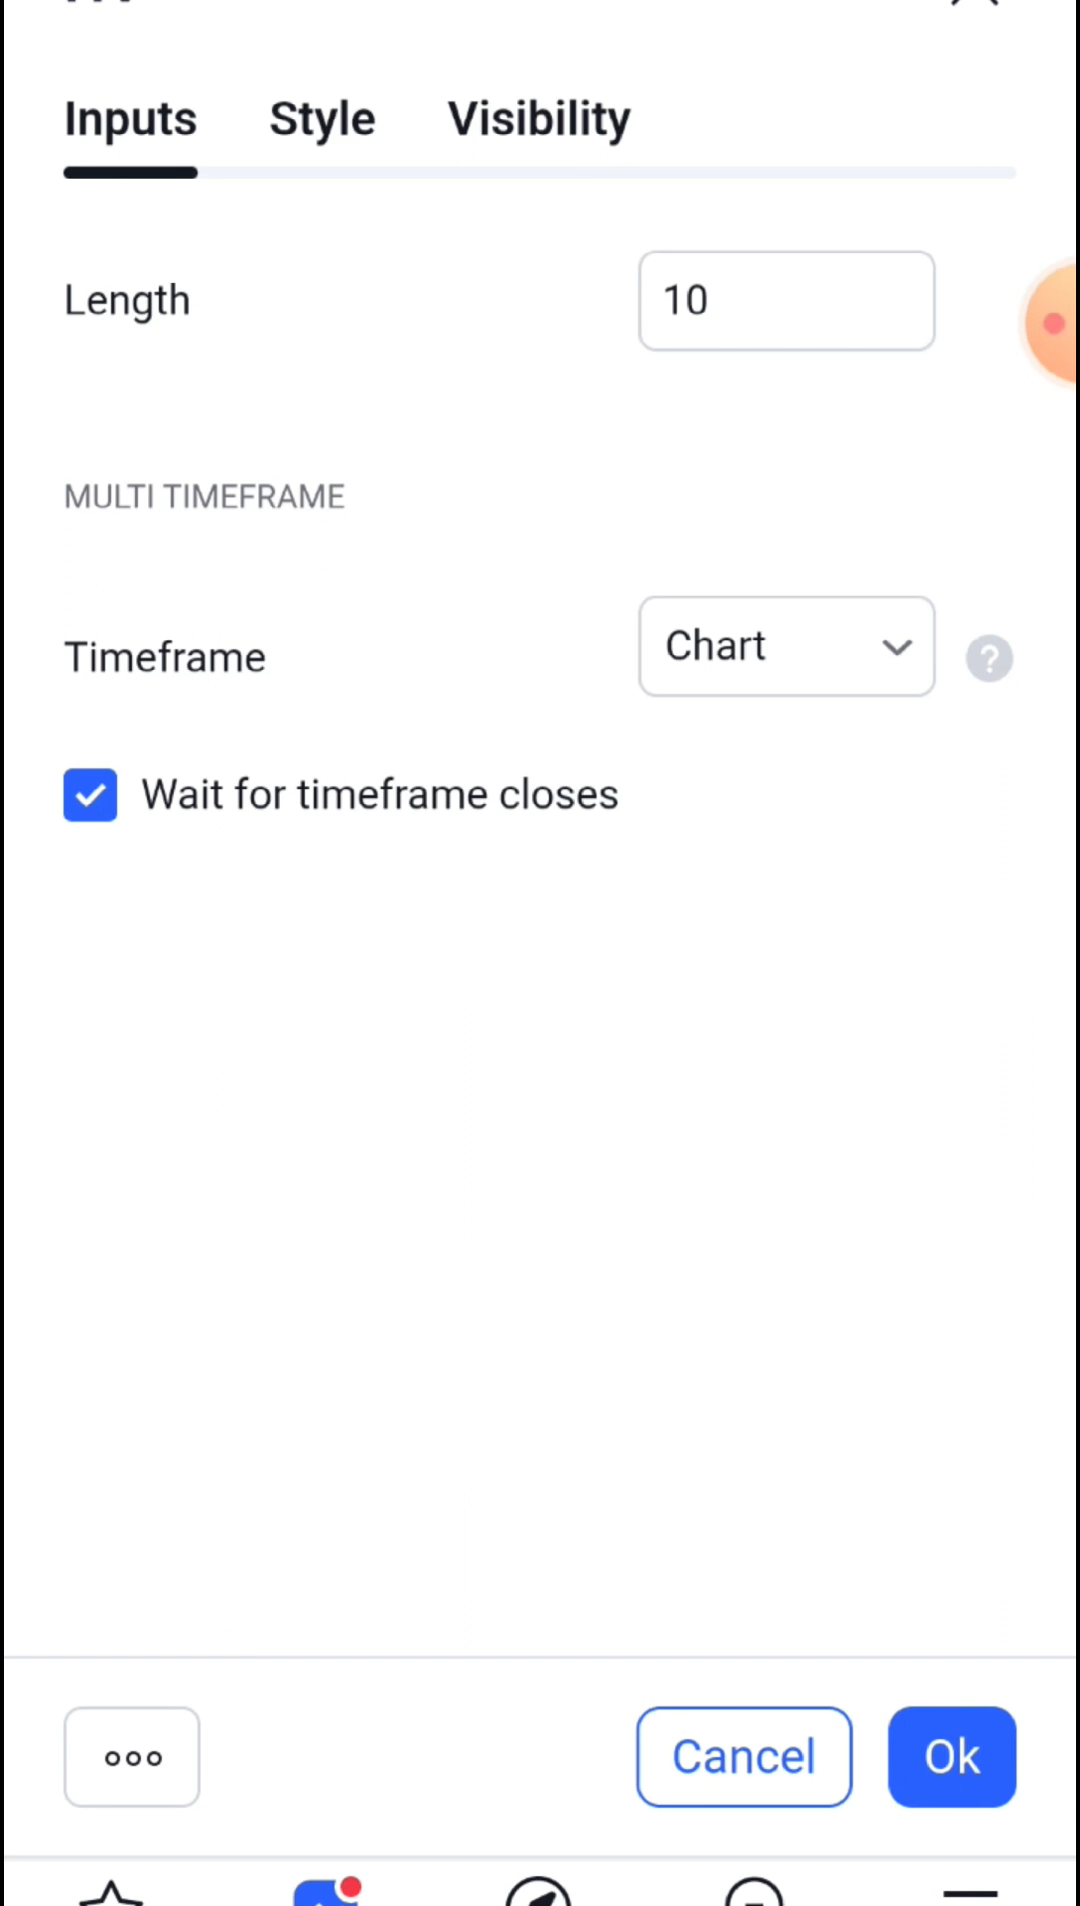 Inputs Style Visibility
Length 10
MULTI TIMEFRAME
Timeframe Chart ?
Wait for timeframe closes
Cancel Ok